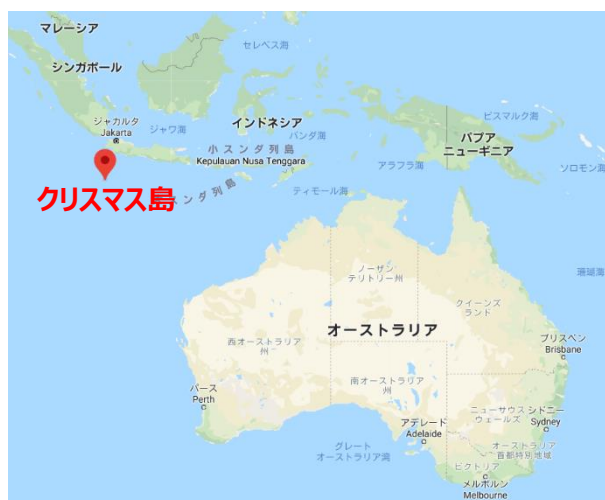 マレーシア
セレベス海
シンガポール
ビスマルク海
ジャカルタ
Jakarta
ジャワ海
インドネシア
バンダ海
パプア
ニューギニア
小スンダ列島
Kepulauan Nusa Tenggara
アラフラ海
ソロモン海
クリスマス島
スンダ列島
ティモール海
珊瑚海
ノーザン
テリトリー州
クイーンズ
ランド
オーストラリア
ブリスベン
Brisbane
西オーストラリア
州
南オーストラリア
州
パース
Perth
ニューサウス
ウェールズ
シドニー
Sydney
アデレード
Adelaide
グレート
オーストラリア湾
オーストラリア
首都特別地域
ビクトリア
メルボルン
Melbourne